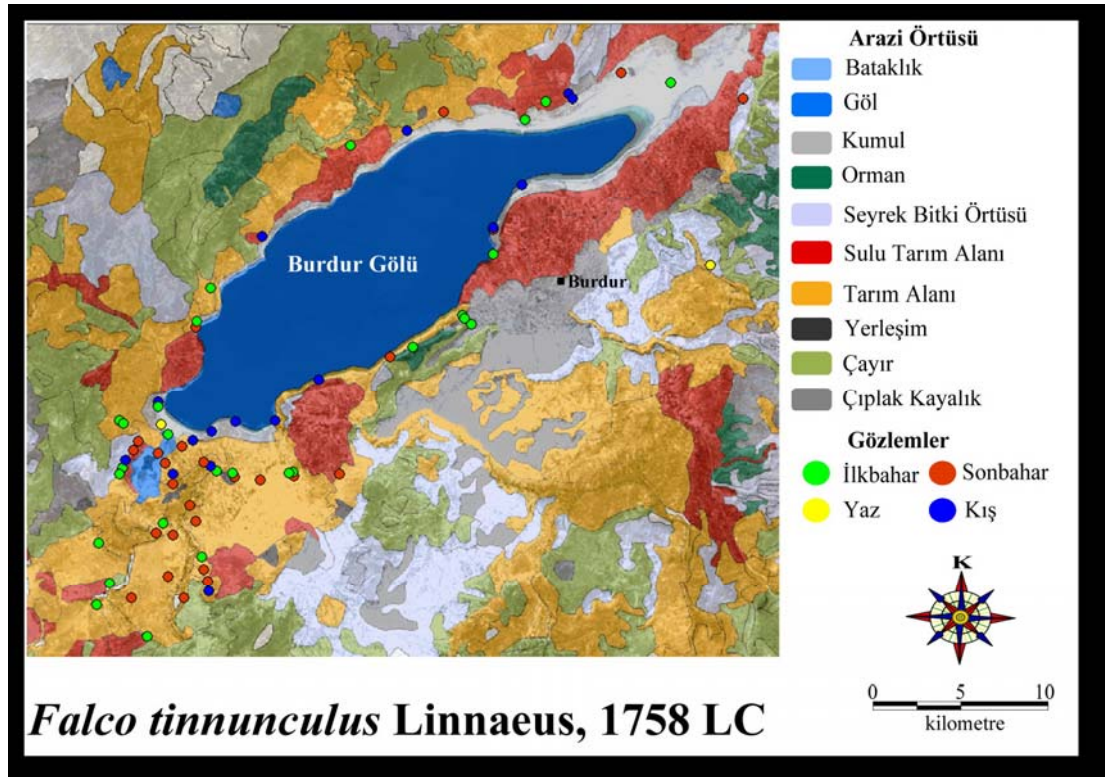 Arazi Örtüsü
Bataklık
Göl
Kumul
Orman
Seyrek Bitki Örtüsü
Sulu Tarım Alanı
Tarım Alanı
Yerleşim
Çayır
Çıplak Kayalık
Gözlemler
İlkbahar Sonbahar
Yaz Kış
Burdur Gölü
Burdur
K
0 5 10
kilometre
Falco tinnunculus Linnaeus, 1758 LC